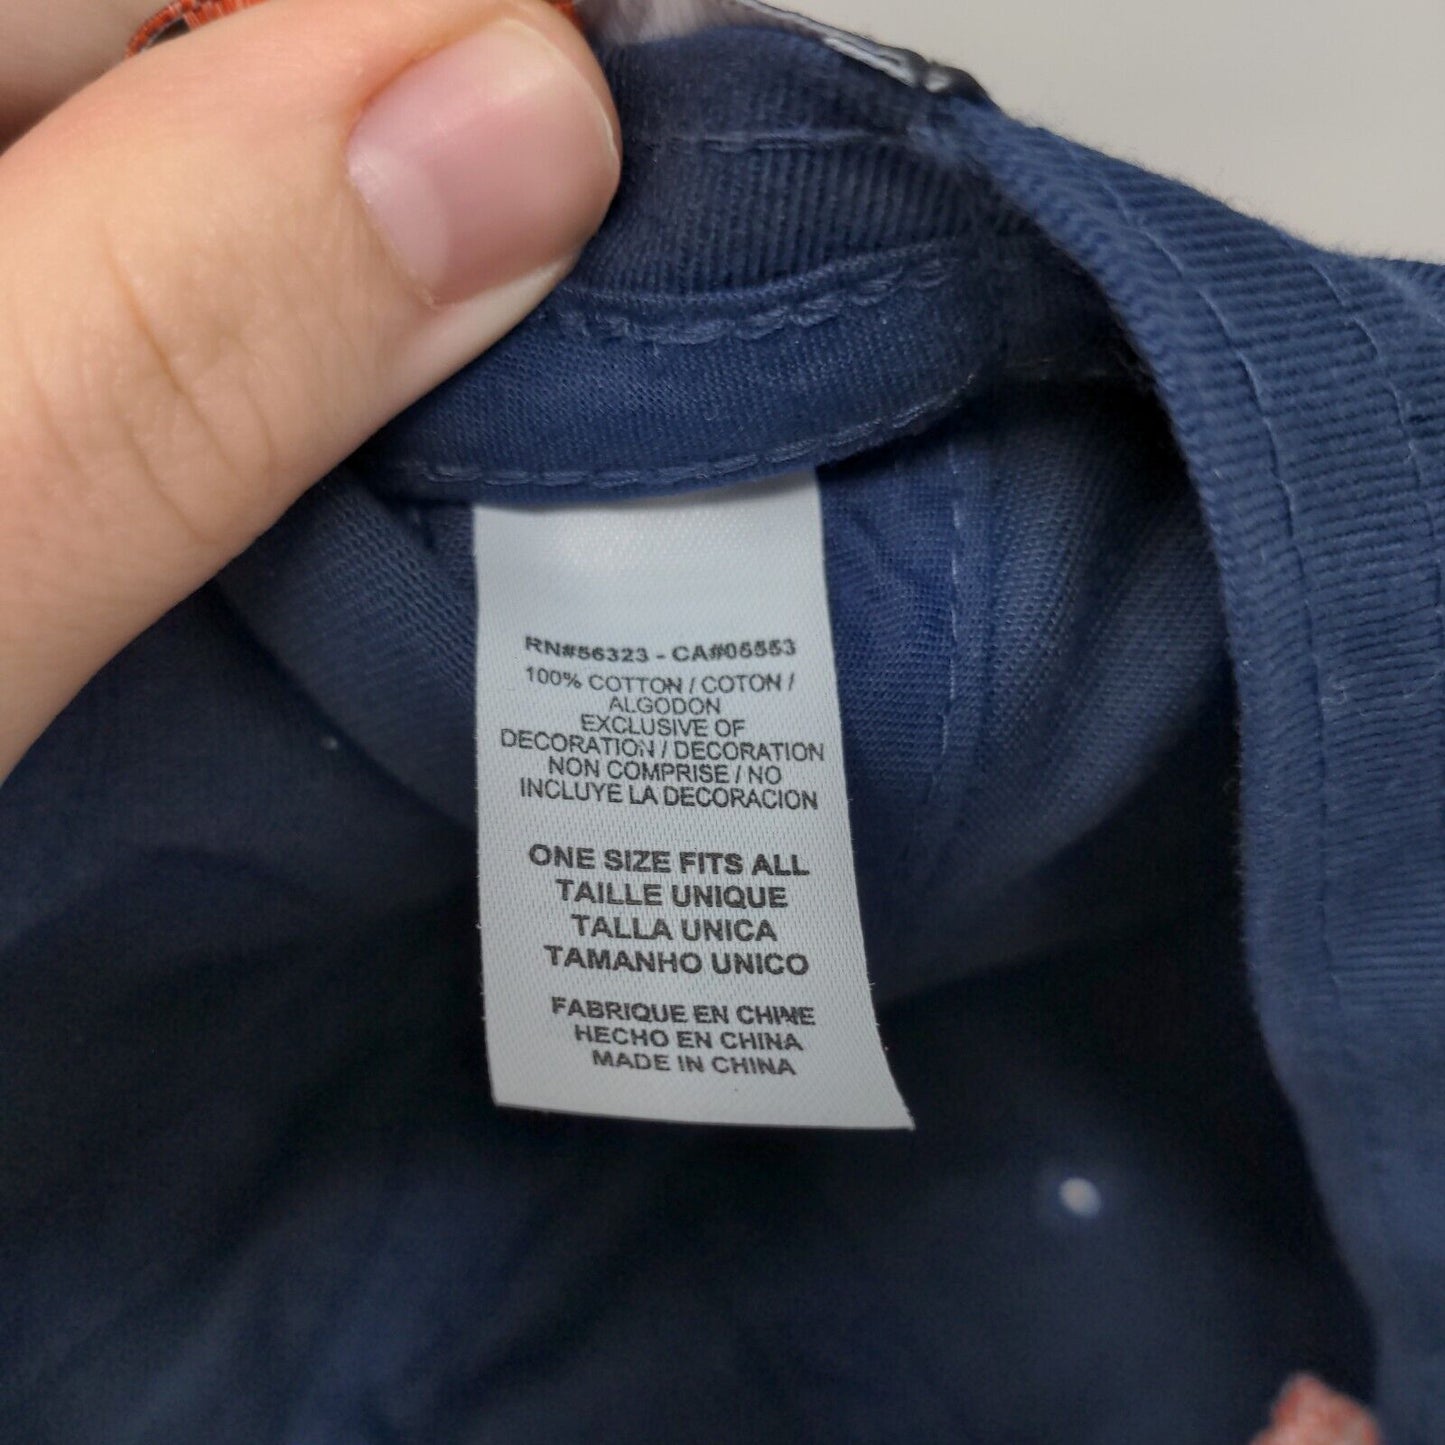 RN#56323 - CA#05553
100% COTTON / COTON /
ALGODON
EXCLUSIVE OF
DECORATION / DECORATION
NON COMPRISE / NO
INCLUYE LA DECORACION
ONE SIZE FITS ALL
TAILLE UNIQUE
TALLA UNICA
TAMANHO UNICO
FABRIQUE EN CHINE
HECHO EN CHINA
MADE IN CHINA